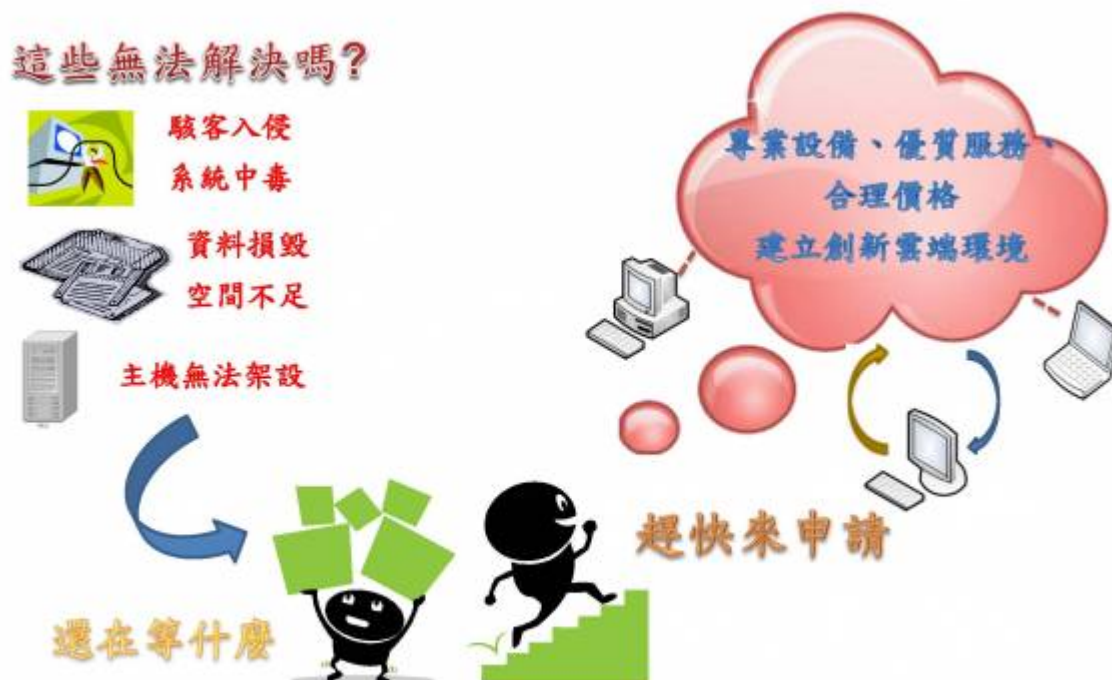 這些無法解決嗎?
駭客入侵
系統中毒
資料損毀
空間不足
主機無法架設
還在等什麼
專業設備、優質服務、
合理價格
建立創新雲端環境
趕快來申請